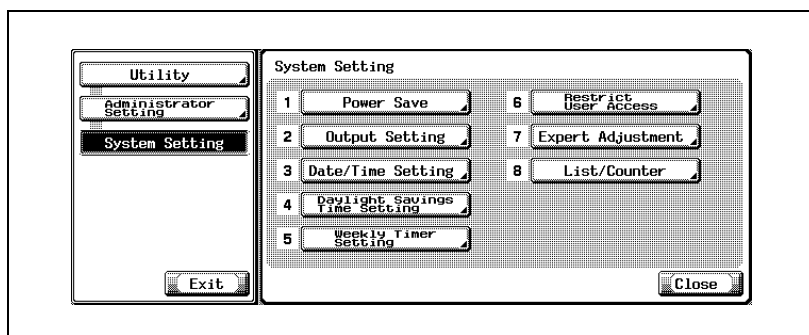 Utility
Administrator
Setting
System Setting
Exit
System Setting
1 Power Save
2 Output Setting
3 Date/Time Setting
4 Daylight Savings
Time Setting
5 Weekly Timer
Setting
6 Restrict
User Access
7 Expert Adjustment
8 List/Counter
Close